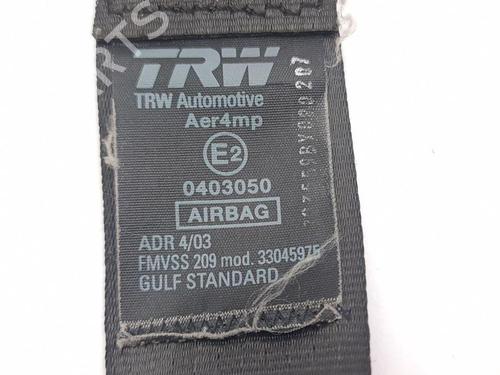 TRW
TRW Automotive
Aer4mp
E2
0403050
AIRBAG
ADR 4/03
FMVSS 209 mod. 33045975
GULF STANDARD